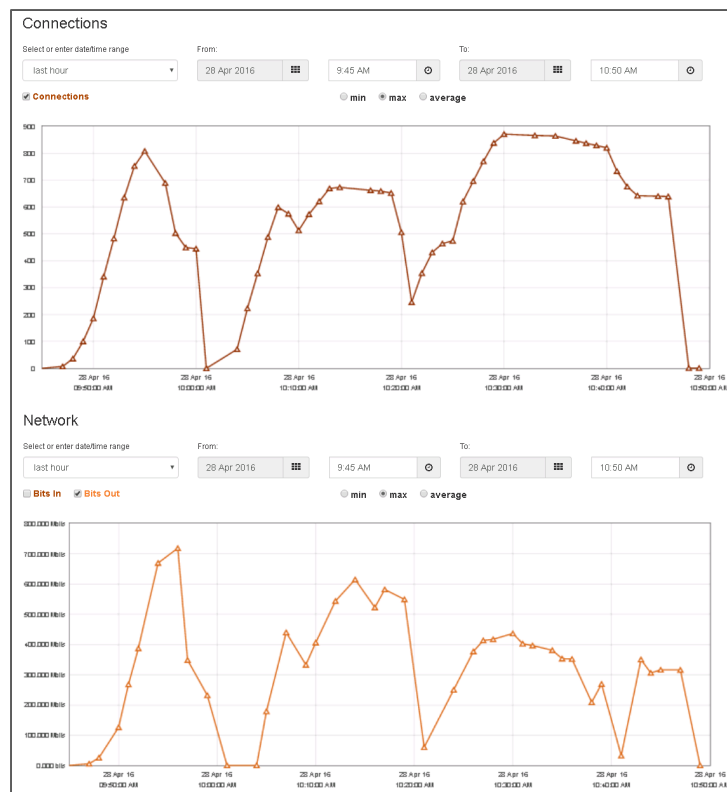 Connections
Select or enter date/time range From: To:
last hour 28 Apr 2016 9:45 AM 28 Apr 2016 10:50 AM
Connections min max average
900
800
700
600
500
400
300
200
100
0
28 Apr 16 28 Apr 16 28 Apr 16 28 Apr 16 28 Apr 16 28 Apr 16 28 Apr 16
09:50:00 AM 10:00:00 AM 10:10:00 AM 10:20:00 AM 10:30:00 AM 10:40:00 AM 10:50:00 AM
Network
Select or enter date/time range From: To:
last hour 28 Apr 2016 9:45 AM 28 Apr 2016 10:50 AM
Bits In Bits Out min max average
800.000 Mb/s
700.000 Mb/s
600.000 Mb/s
500.000 Mb/s
400.000 Mb/s
300.000 Mb/s
200.000 Mb/s
100.000 Mb/s
0.000 b/s
28 Apr 16 28 Apr 16 28 Apr 16 28 Apr 16 28 Apr 16 28 Apr 16 28 Apr 16
09:50:00 AM 10:00:00 AM 10:10:00 AM 10:20:00 AM 10:30:00 AM 10:40:00 AM 10:50:00 AM